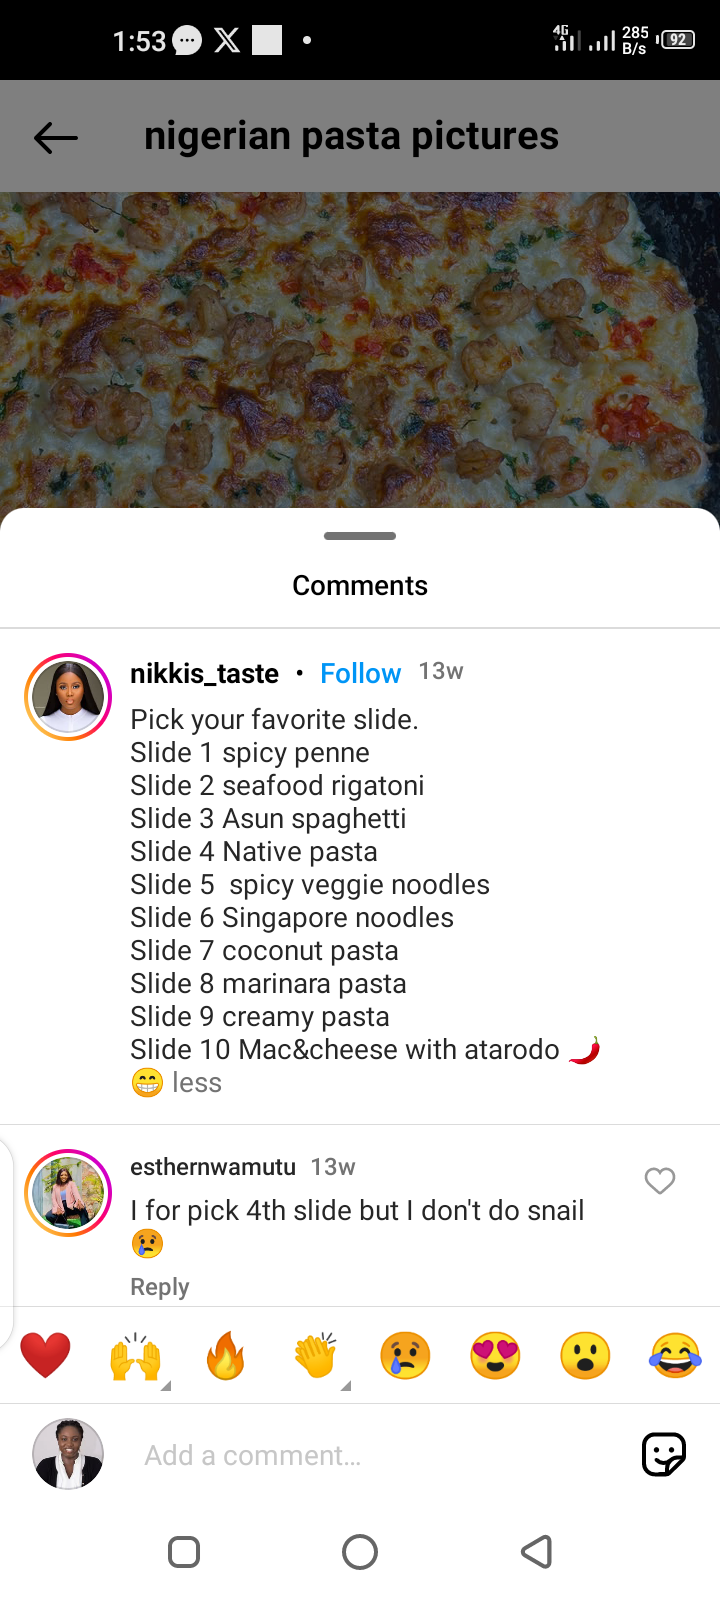 1:53 X 4G 285 B/s 92
nigerian pasta pictures
Comments
nikkis_taste • Follow 13w
Pick your favorite slide.
Slide 1 spicy penne
Slide 2 seafood rigatoni
Slide 3 Asun spaghetti
Slide 4 Native pasta
Slide 5  spicy veggie noodles
Slide 6 Singapore noodles
Slide 7 coconut pasta
Slide 8 marinara pasta
Slide 9 creamy pasta
Slide 10 Mac&cheese with atarodo 🌶️
😁 less
esthernwamutu 13w
I for pick 4th slide but I don't do snail
😢
Reply
❤️ 🙌 🔥 👏 😢 😍 😮 😂
Add a comment...